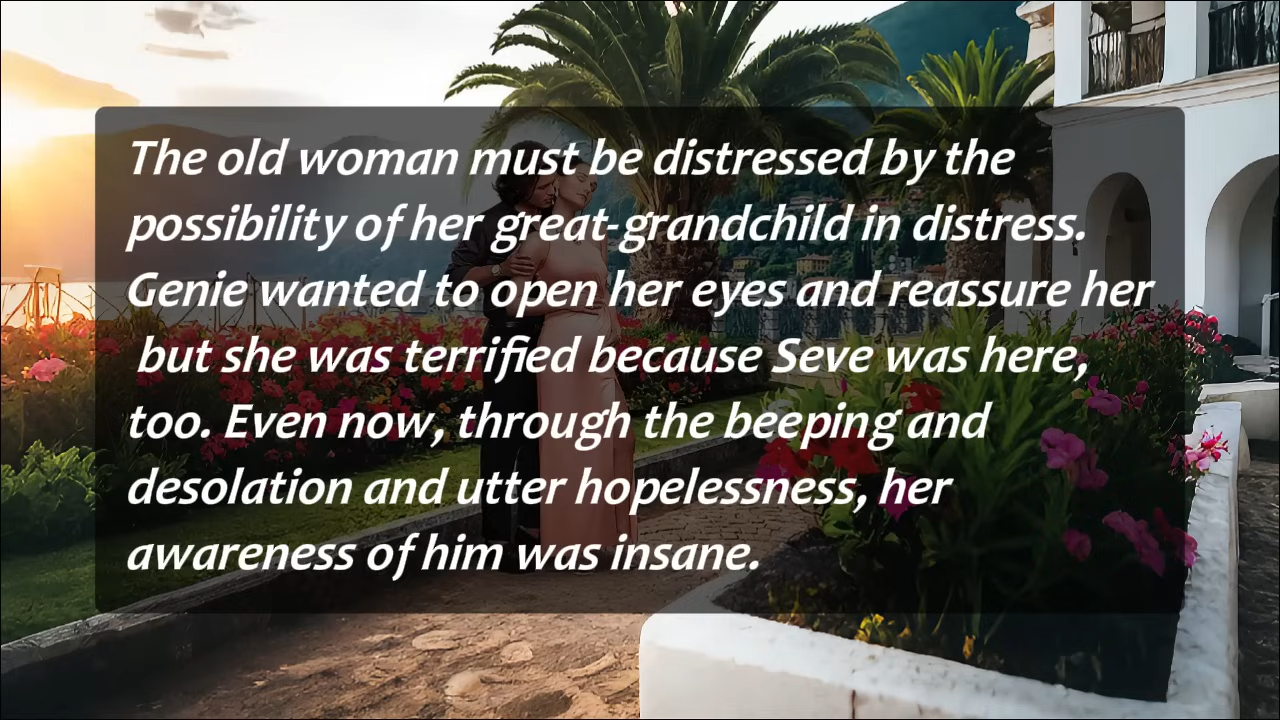 The old woman must be distressed by the
possibility of her great-grandchild in distress.
Genie wanted to open her eyes and reassure her
but she was terrified because Seve was here,
too. Even now, through the beeping and
desolation and utter hopelessness, her
awareness of him was insane.